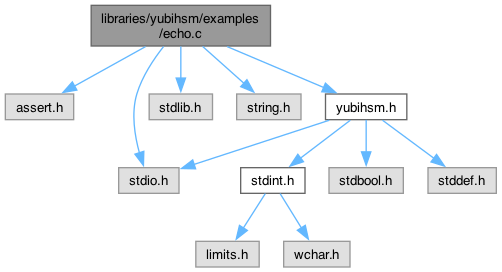 libraries/yubihsm/examples
/echo.c
assert.h
stdlib.h
string.h
yubihsm.h
stdio.h
stdint.h
stdbool.h
stddef.h
limits.h
wchar.h